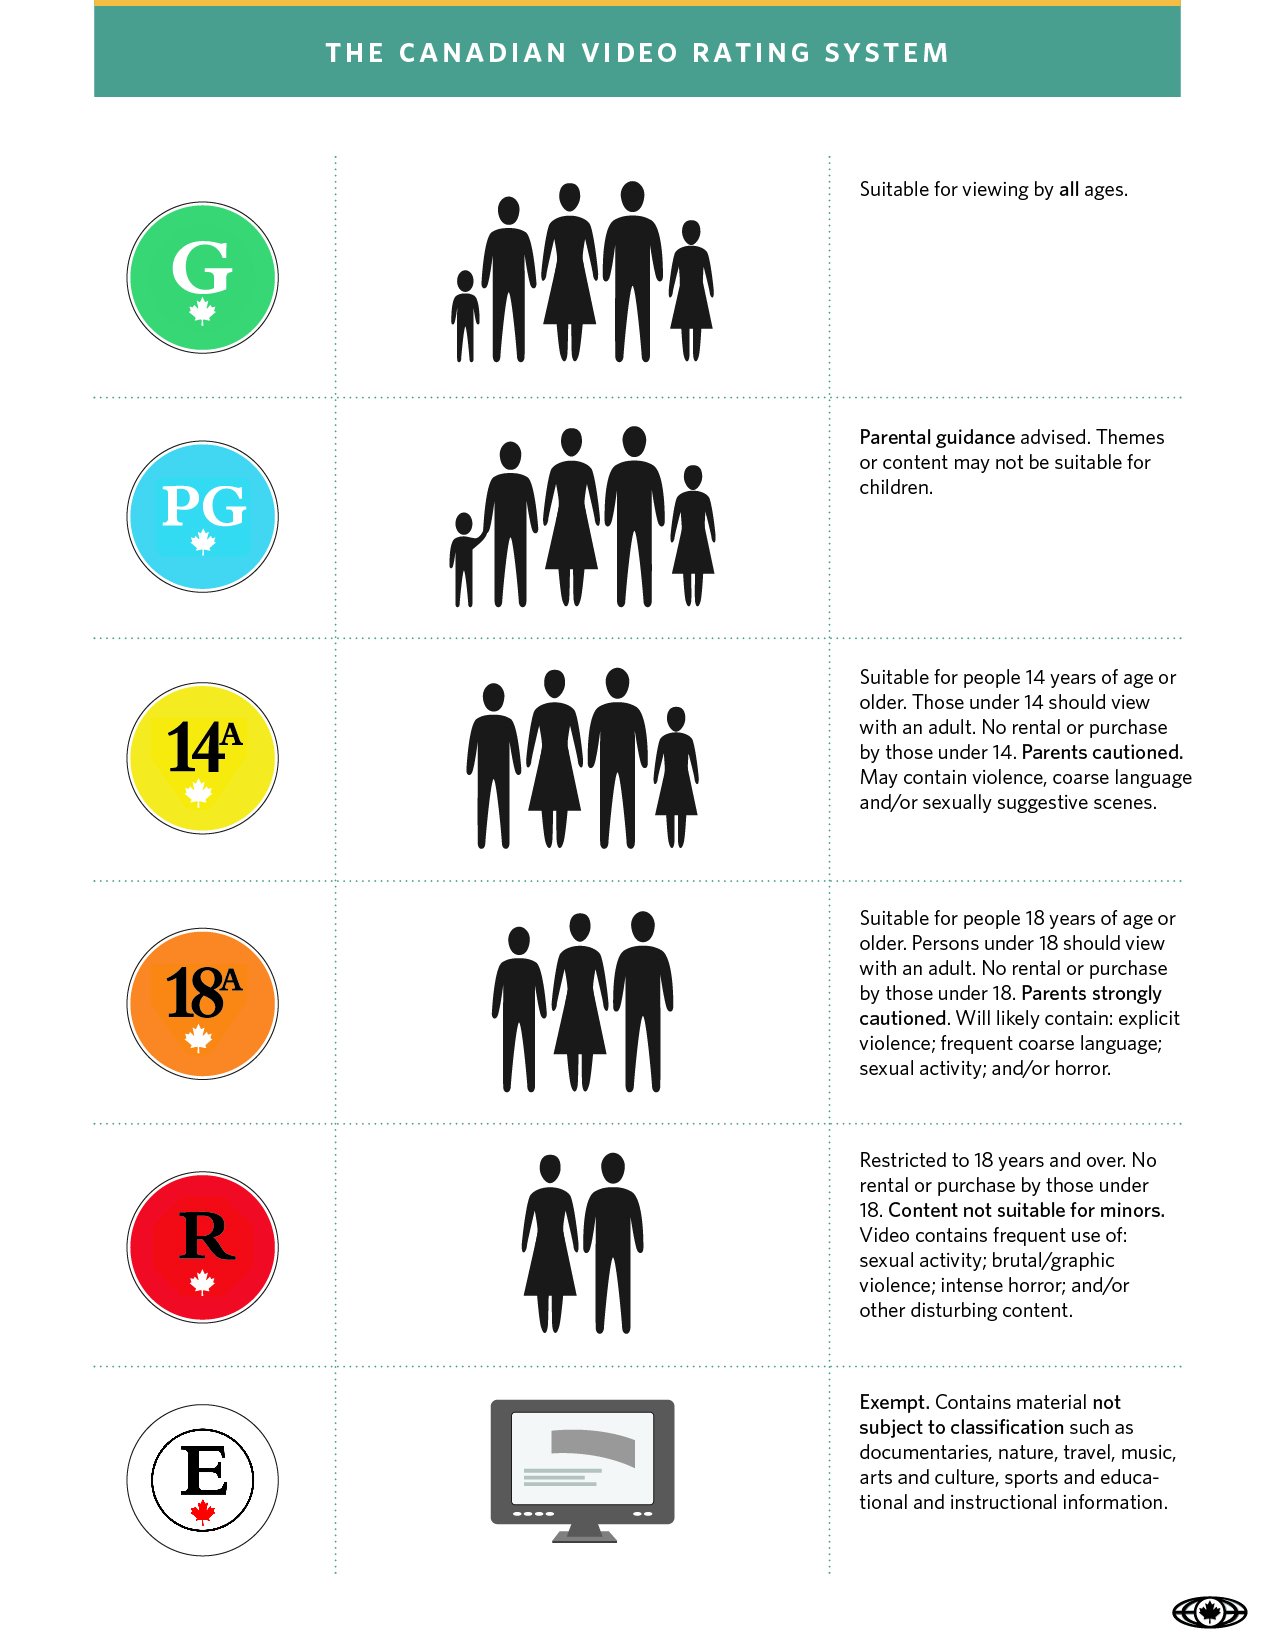 THE CANADIAN VIDEO RATING SYSTEM
G
Suitable for viewing by all ages.
PG
Parental guidance advised. Themes
or content may not be suitable for
children.
14A
Suitable for people 14 years of age or
older. Those under 14 should view
with an adult. No rental or purchase
by those under 14. Parents cautioned.
May contain violence, coarse language
and/or sexually suggestive scenes.
18A
Suitable for people 18 years of age or
older. Persons under 18 should view
with an adult. No rental or purchase
by those under 18. Parents strongly
cautioned. Will likely contain: explicit
violence; frequent coarse language;
sexual activity; and/or horror.
R
Restricted to 18 years and over. No
rental or purchase by those under
18. Content not suitable for minors.
Video contains frequent use of:
sexual activity; brutal/graphic
violence; intense horror; and/or
other disturbing content.
E
Exempt. Contains material not
subject to classification such as
documentaries, nature, travel, music,
arts and culture, sports and educa-
tional and instructional information.